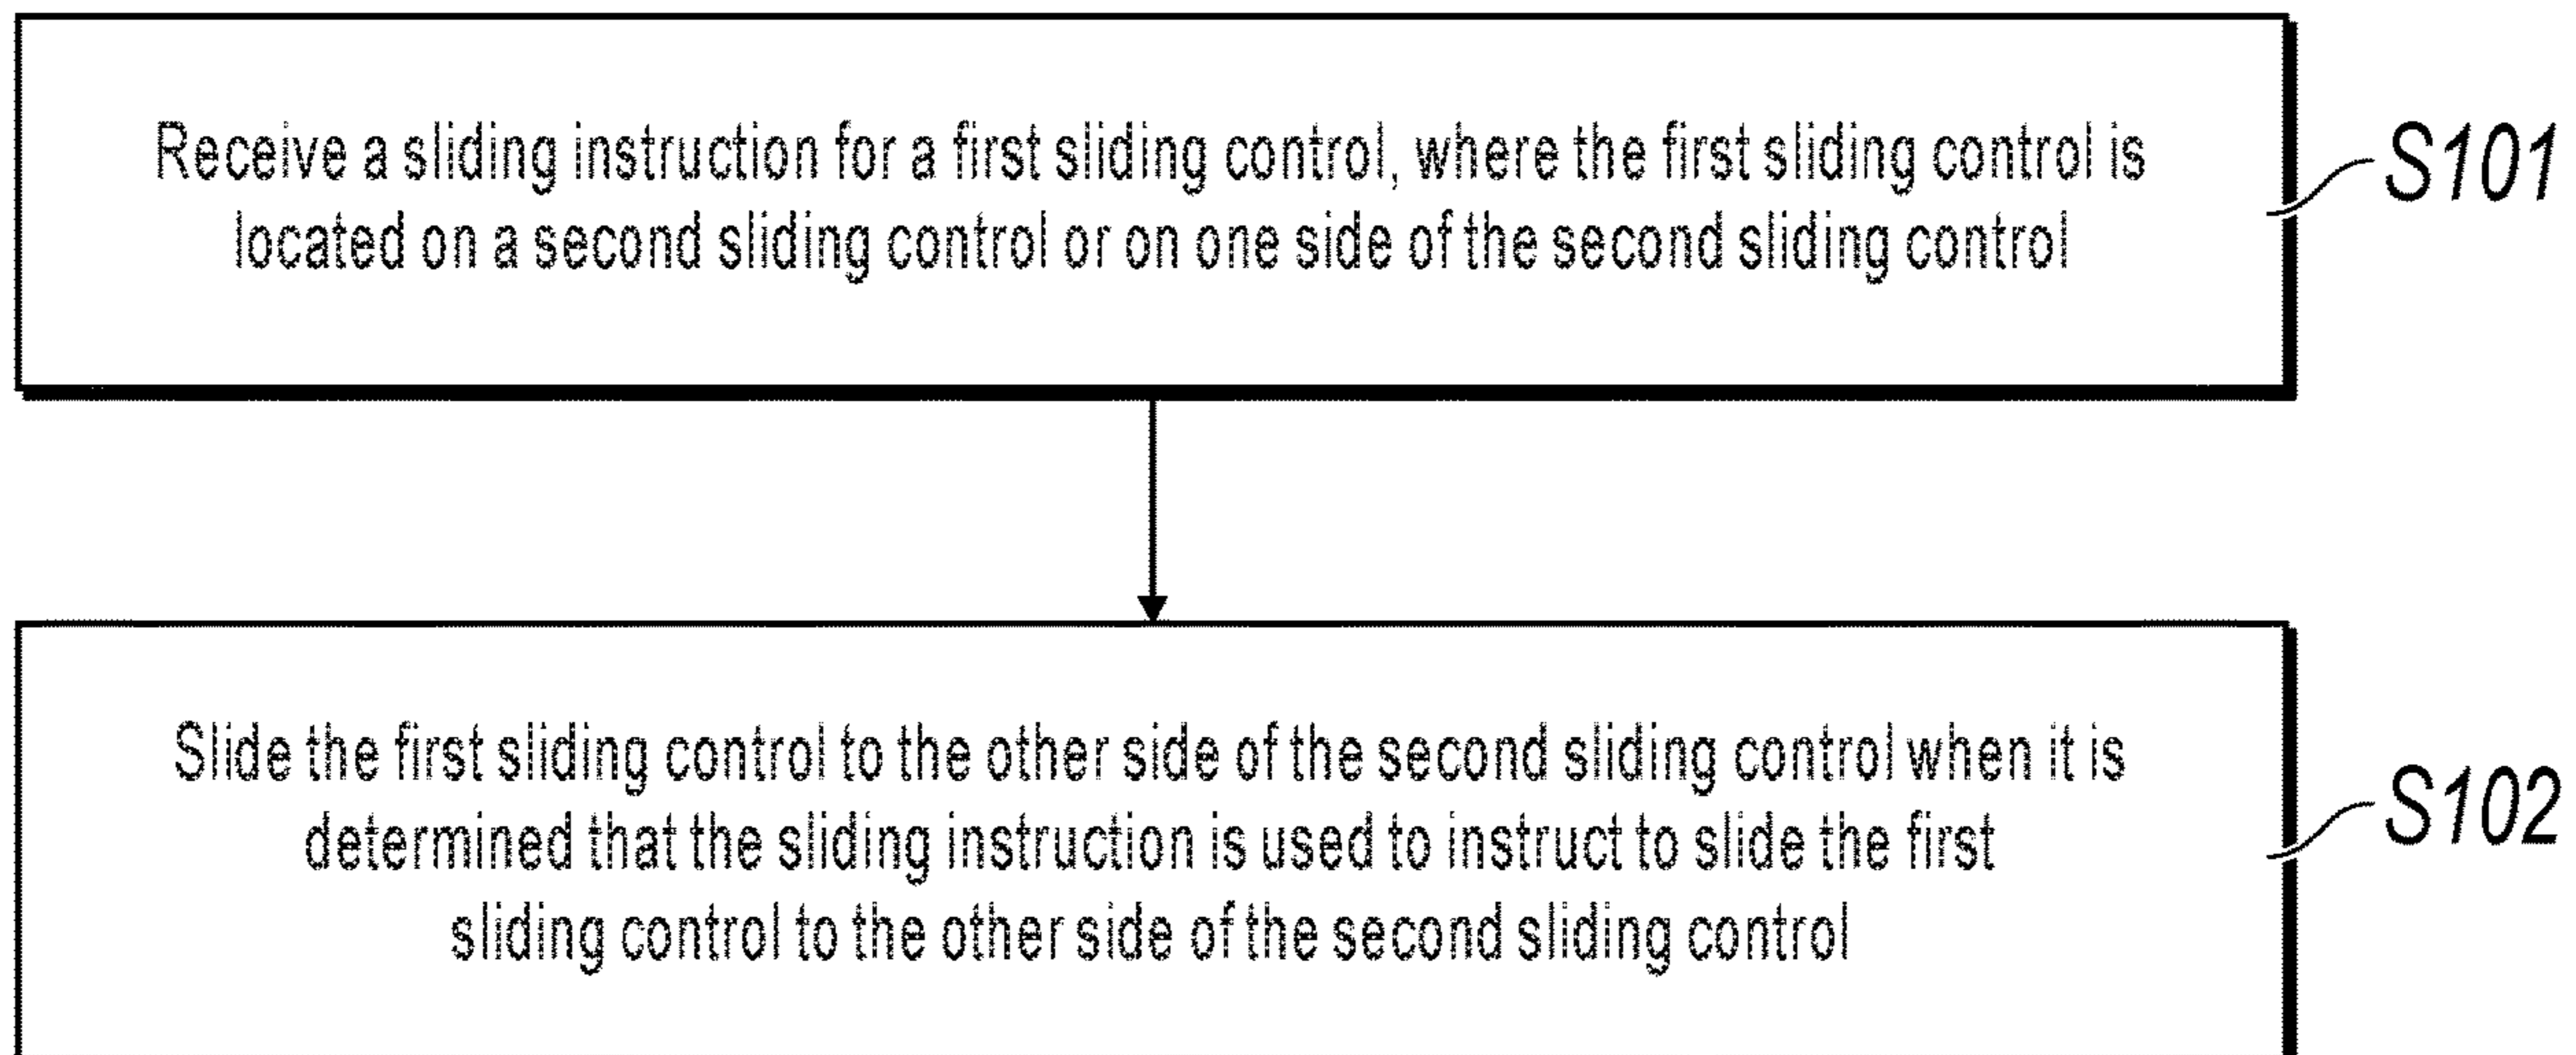 Receive a sliding instruction for a first sliding control, where the first sliding control is
located on a second sliding control or on one side of the second sliding control
S101
Slide the first sliding control to the other side of the second sliding control when it is
determined that the sliding instruction is used to instruct to slide the first
sliding control to the other side of the second sliding control
S102